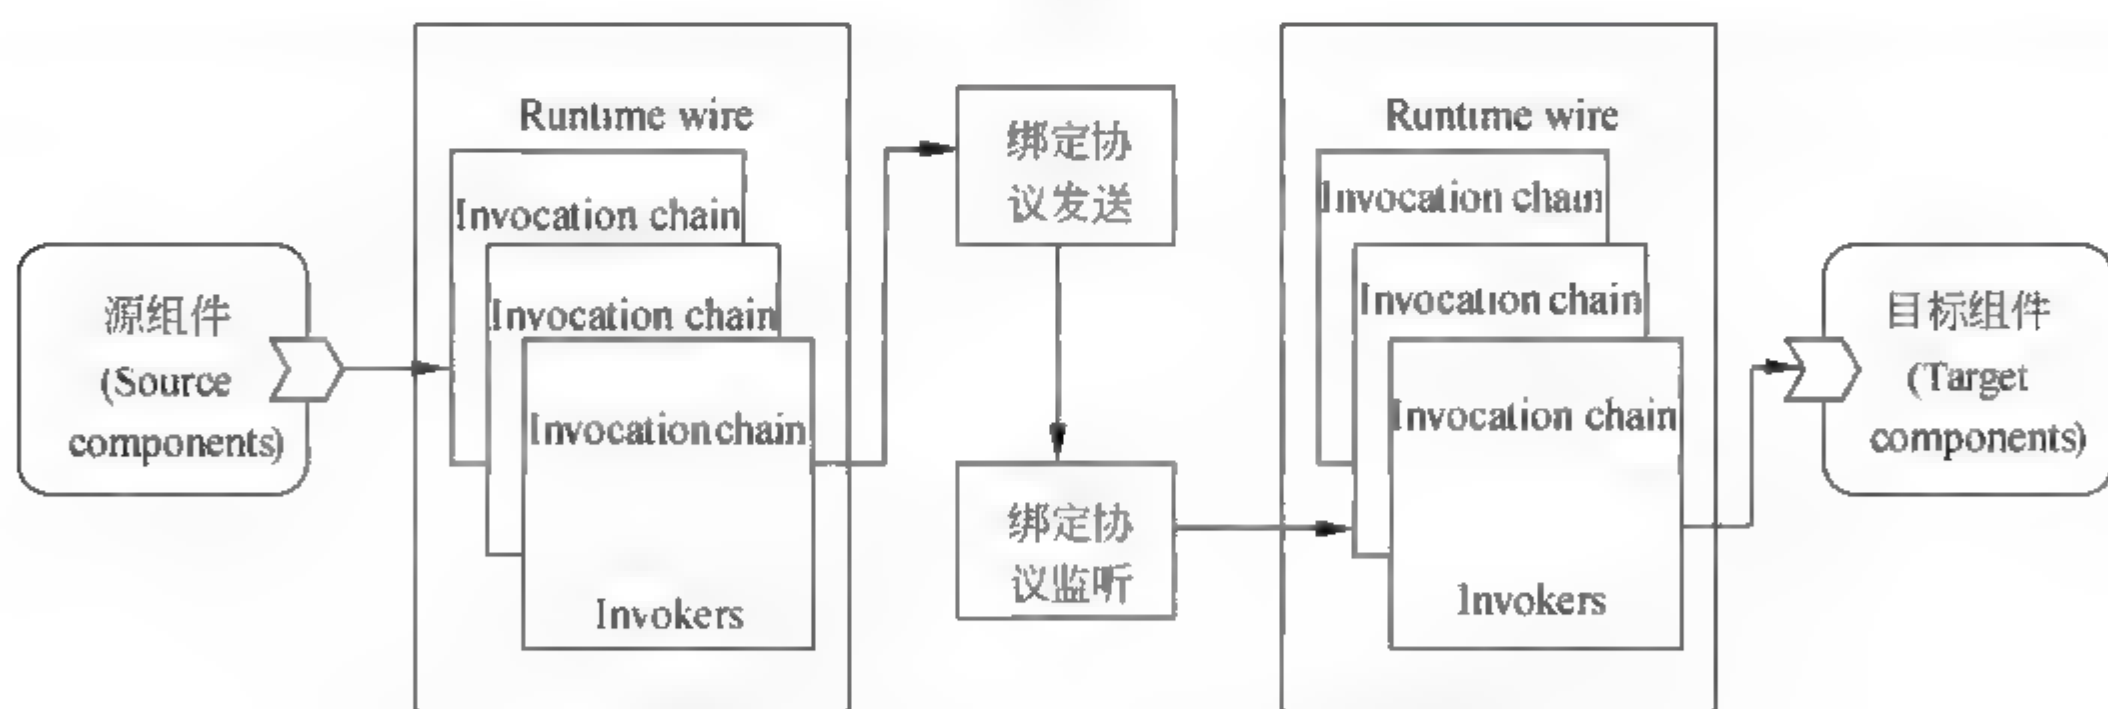 源组件
(Source
components)
Runtime wire
Invocation chain
Invocation chain
Invocation chain
Invokers
绑定协
议发送
绑定协
议监听
Runtime wire
Invocation chain
Invocation chain
Invocation chain
Invokers
目标组件
(Target
components)